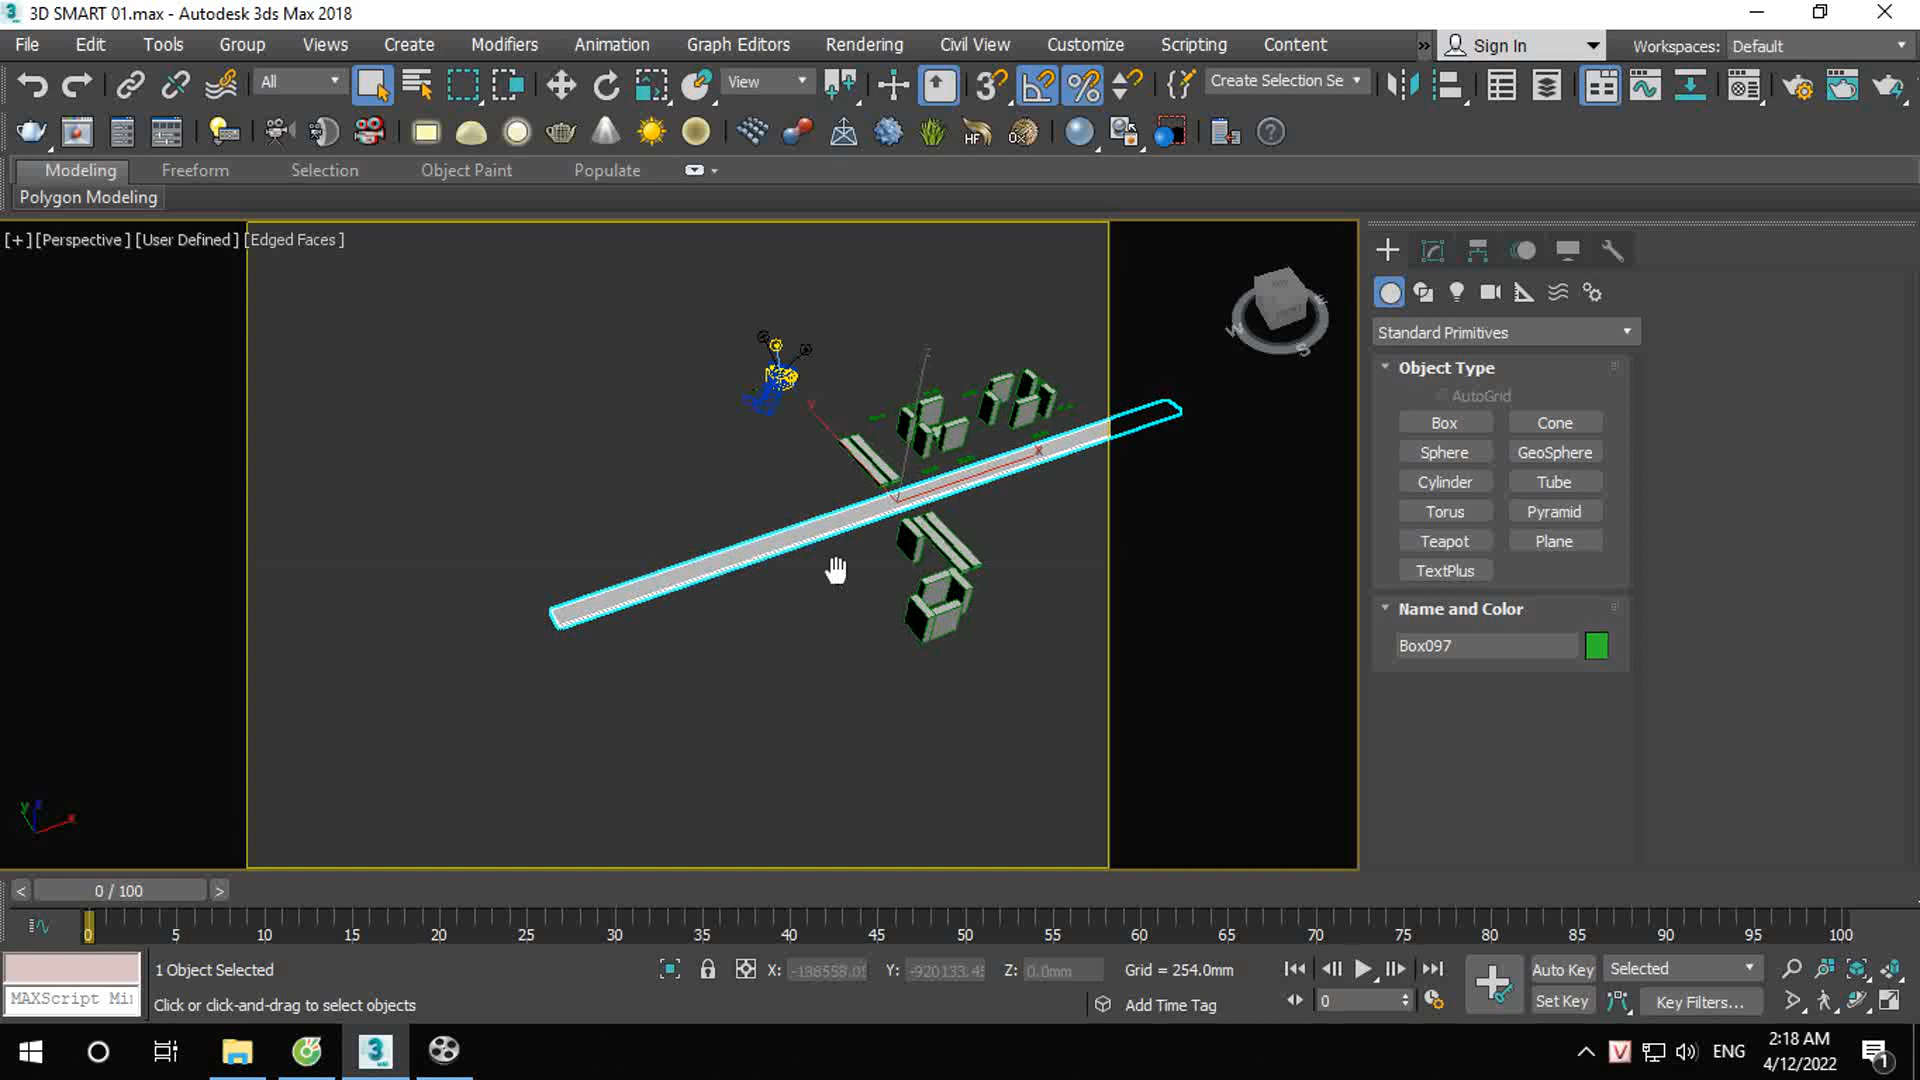 3D SMART 01.max - Autodesk 3ds Max 2018
File Edit Tools Group Views Create Modifiers Animation Graph Editors Rendering Civil View Customize Scripting Content » Sign In Workspaces: Default
All View 3 Create Selection Se
HF
Modeling Freeform Selection Object Paint Populate
Polygon Modeling
[+] [Perspective ] [User Defined ] [Edged Faces ]
W S
Standard Primitives
Object Type
AutoGrid
Box Cone
Sphere GeoSphere
Cylinder Tube
Torus Pyramid
Teapot Plane
TextPlus
Name and Color
Box097
z
x
y x
< 0 / 100 >
0 5 10 15 20 25 30 35 40 45 50 55 60 65 70 75 80 85 90 95 100
1 Object Selected X: Y: Z: 0.0mm Grid = 254.0mm Auto Key Selected
MAXScript Mi Click or click-and-drag to select objects Add Time Tag 0 Set Key Key Filters...
3 V ENG 2:18 AM
4/12/2022 1